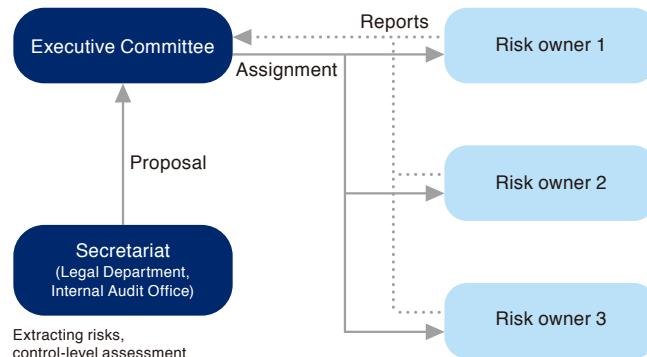 Reports
Executive Committee
Risk owner 1
Assignment
Proposal
Risk owner 2
Secretariat
(Legal Department,
Internal Audit Office)
Risk owner 3
Extracting risks,
control-level assessment